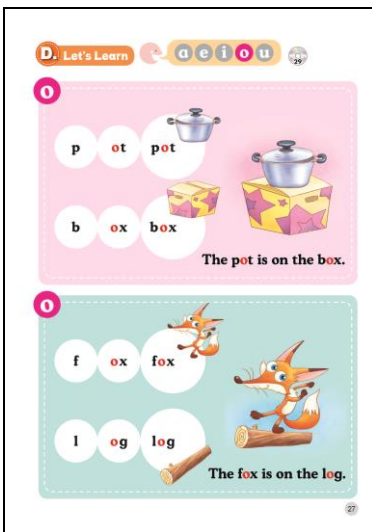 D. Let's Learn a e i o u 29
o
p ot pot
b ox box
The pot is on the box.
o
f ox fox
l og log
The fox is on the log.
27